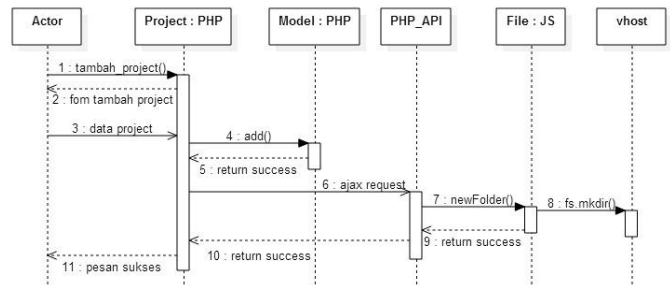 Actor
Project : PHP
Model : PHP
PHP_API
File : JS
vhost
1 : tambah_project()
2 : fom tambah project
3 : data project
4 : add()
5 : return success
6 : ajax request
7 : newFolder()
8 : fs.mkdir()
9 : return success
10 : return success
11 : pesan sukses